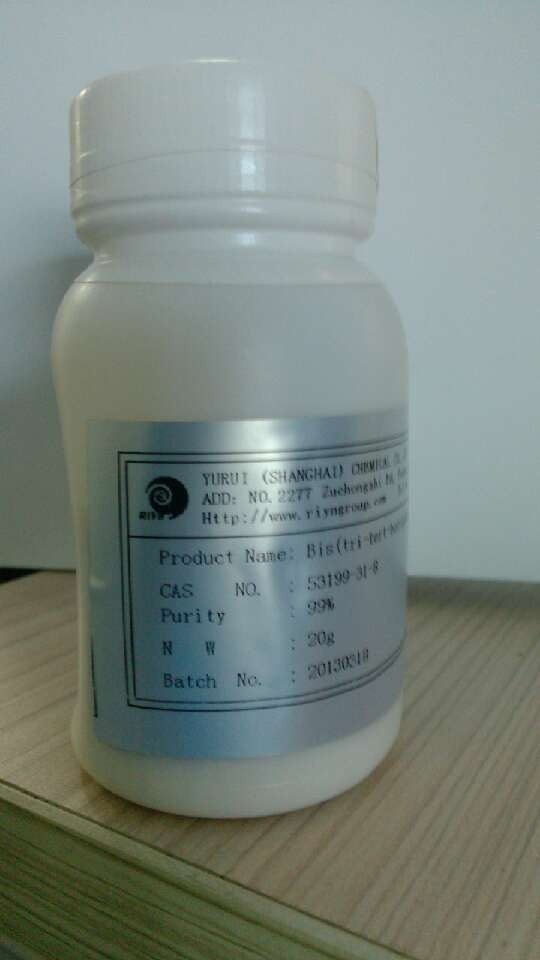 YURUI (SHANGHAI) CHEMICAL CO.
ADD: NO.2277 Zuchongzhi Rd,
Http://www.riyngroup.com
RIYN
Product Name: Bis(tri-tert-
CAS NO. : 53199-31-8
Purity : 99%
N W : 20g
Batch No. : 20130318